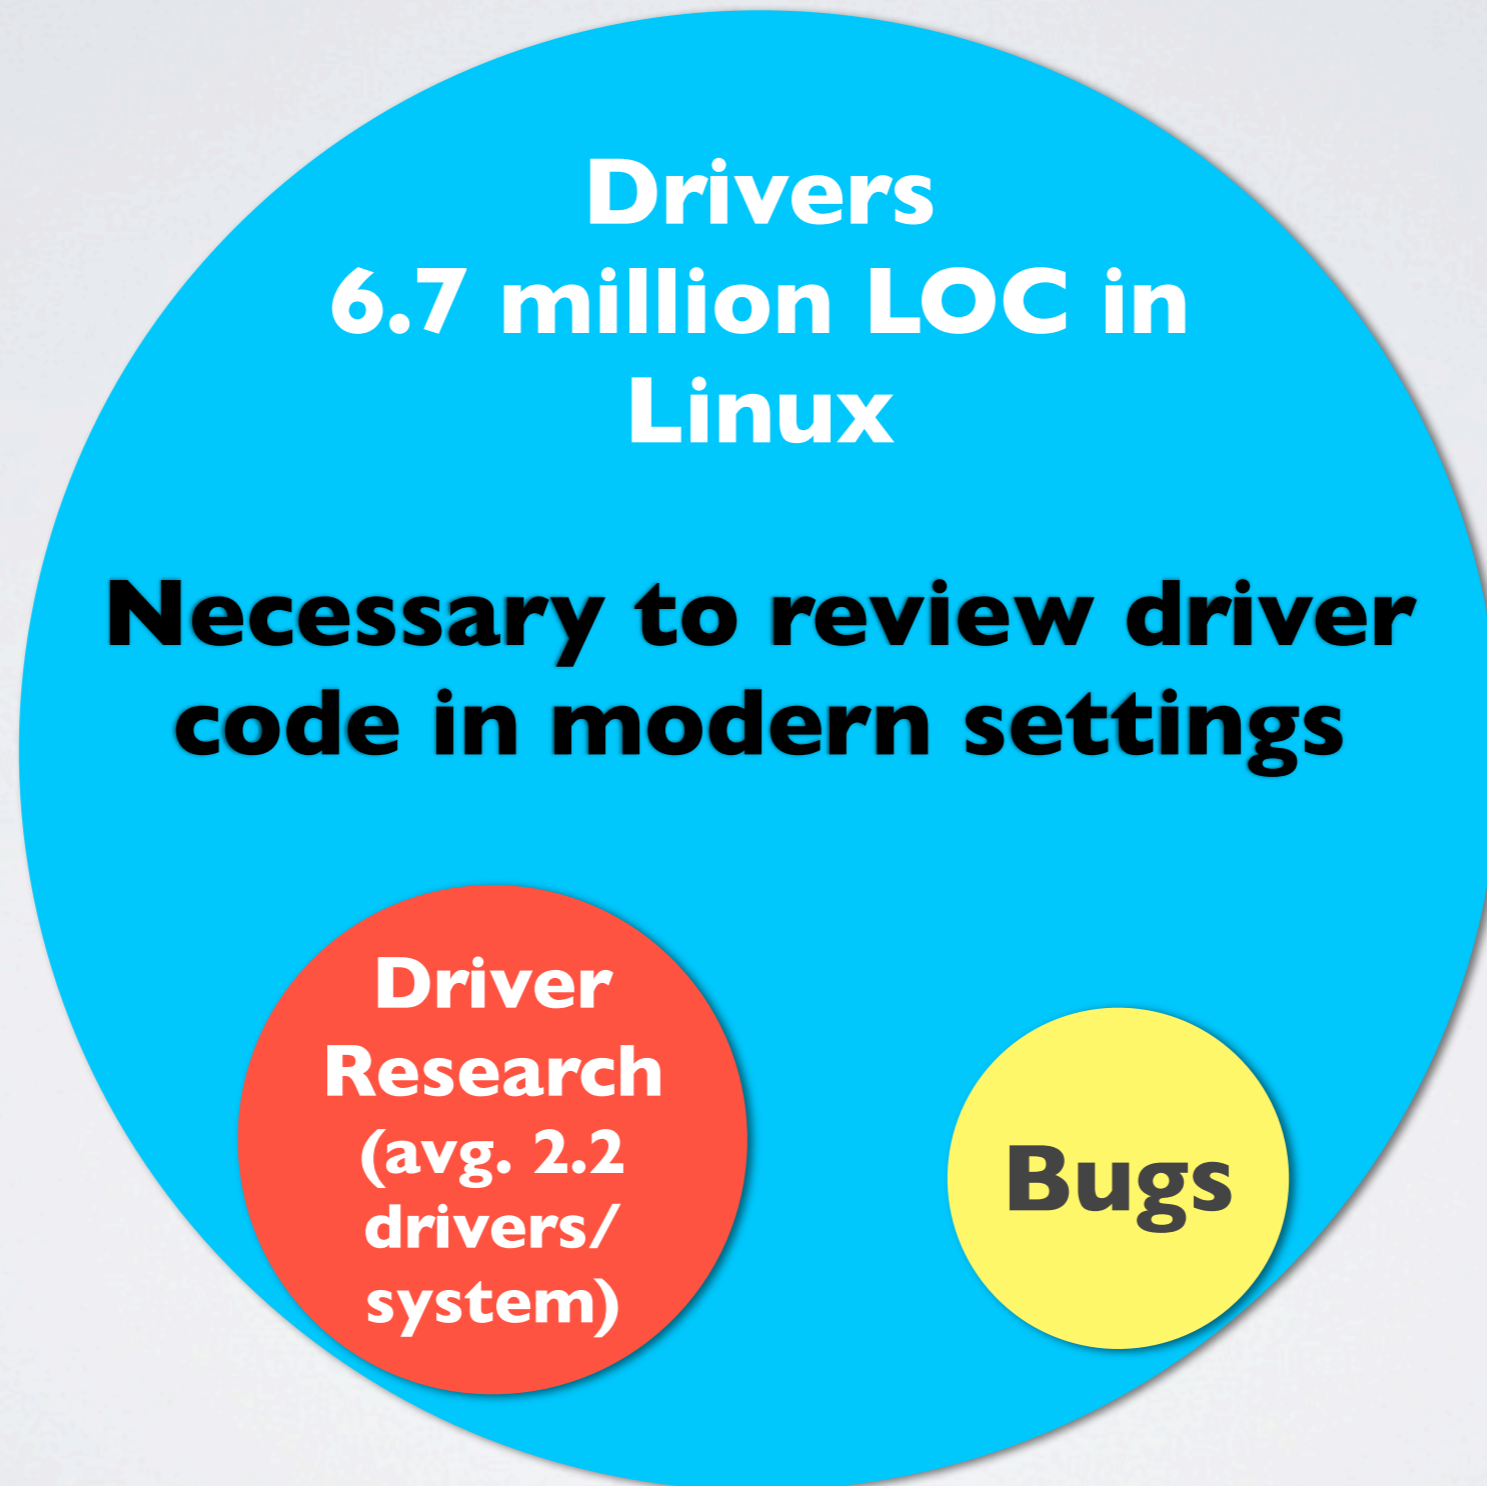 Drivers
6.7 million LOC in
Linux
Necessary to review driver
code in modern settings
Driver
Research
(avg. 2.2
drivers/
system)
Bugs